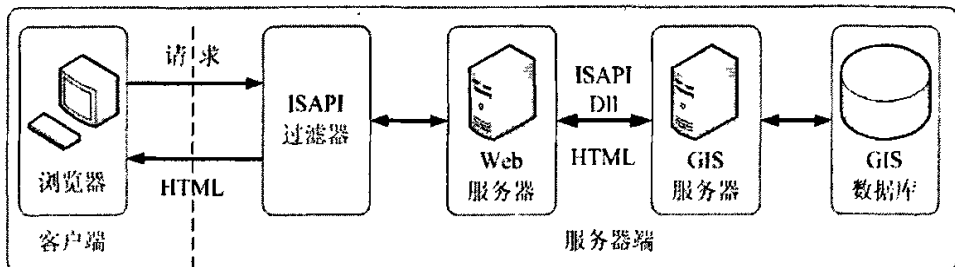 请求
ISAPI
过滤器
HTML
浏览器
客户端
Web
服务器
ISAPI
Dll
HTML
GIS
服务器
GIS
数据库
服务器端